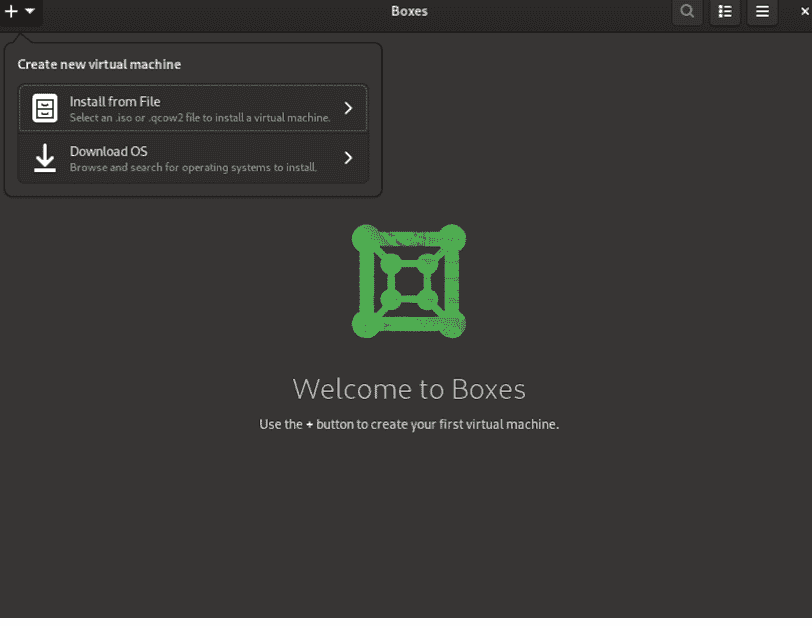 Boxes
Create new virtual machine
Install from File
Select an .iso or .qcow2 file to install a virtual machine.
Download OS
Browse and search for operating systems to install.
Welcome to Boxes
Use the + button to create your first virtual machine.